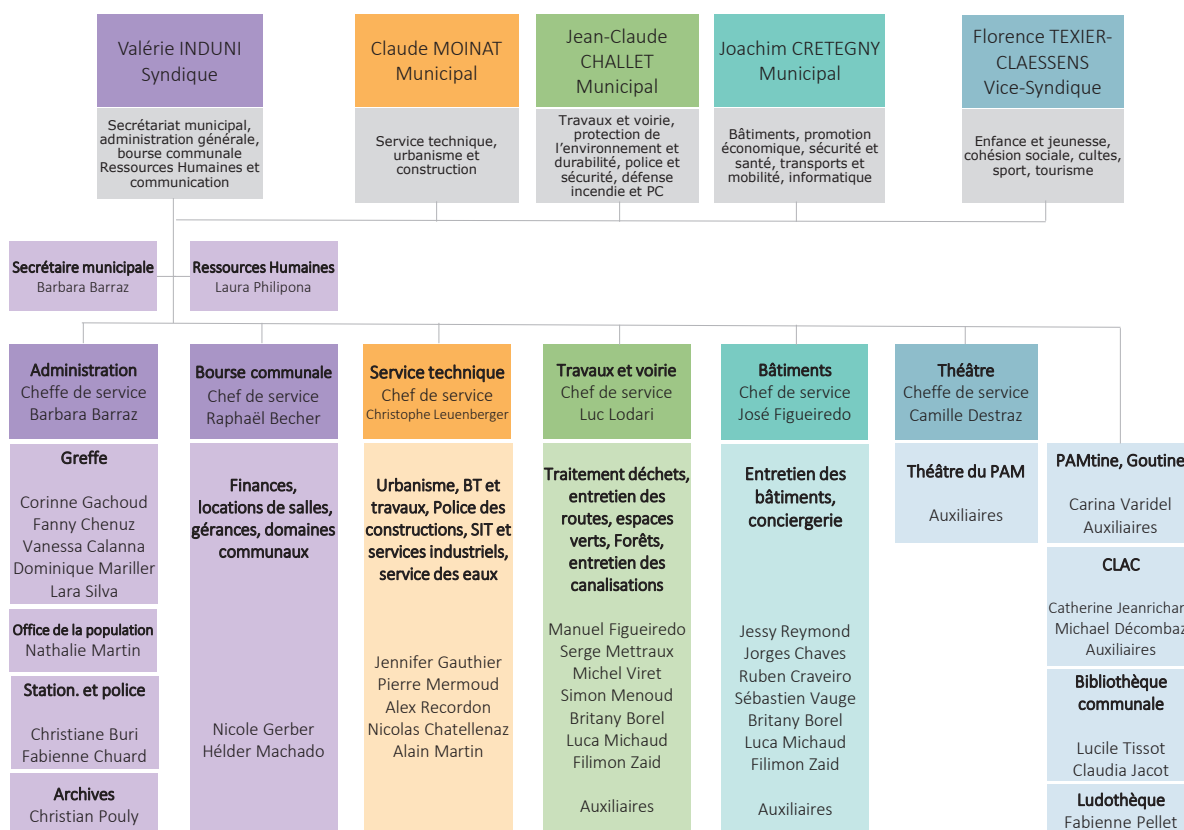 Valérie INDUNI
Syndique
Secrétariat municipal,
administration générale,
bourse communale
Ressources Humaines et
communication
Claude MOINAT
Municipal
Service technique,
urbanisme et
construction
Jean-Claude
CHALLET
Municipal
Travaux et voirie,
protection de
l'environnement et
durabilité, police et
sécurité, défense
incendie et PC
Joachim CRETEGNY
Municipal
Bâtiments, promotion
économique, sécurité et
santé, transports et
mobilité, informatique
Florence TEXIER-
CLAESSENS
Vice-Syndique
Enfance et jeunesse,
cohésion sociale, cultes,
sport, tourisme
Secrétaire municipale
Barbara Barraz
Ressources Humaines
Laura Philipona
Administration
Cheffe de service
Barbara Barraz
Greffe
Corinne Gachoud
Fanny Chenuz
Vanessa Calanna
Dominique Mariller
Lara Silva
Office de la population
Nathalie Martin
Station. et police
Christiane Buri
Fabienne Chuard
Archives
Christian Pouly
Bourse communale
Chef de service
Raphaël Becher
Finances,
locations de salles,
gérances, domaines
communaux
Nicole Gerber
Hélder Machado
Service technique
Chef de service
Christophe Leuenberger
Urbanisme, BT et
travaux, Police des
constructions, SIT et
services industriels,
service des eaux
Jennifer Gauthier
Pierre Mermoud
Alex Recordon
Nicolas Chatellenaz
Alain Martin
Travaux et voirie
Chef de service
Luc Lodari
Traitement déchets,
entretien des
routes, espaces
verts, Forêts,
entretien des
canalisations
Manuel Figueiredo
Serge Mettraux
Michel Viret
Simon Menoud
Britany Borel
Luca Michaud
Filimon Zaid
Auxiliaires
Bâtiments
Chef de service
José Figueiredo
Entretien des
bâtiments,
conciergerie
Jessy Reymond
Jorges Chaves
Ruben Craveiro
Sébastien Vauge
Britany Borel
Luca Michaud
Filimon Zaid
Auxiliaires
Théâtre
Cheffe de service
Camille Destraz
Théâtre du PAM
Auxiliaires
PAMtine, Goutine
Carina Varidel
Auxiliaires
CLAC
Catherine Jeanrichar
Michael Décombaz
Auxiliaires
Bibliothèque
communale
Lucile Tissot
Claudia Jacot
Ludothèque
Fabienne Pellet